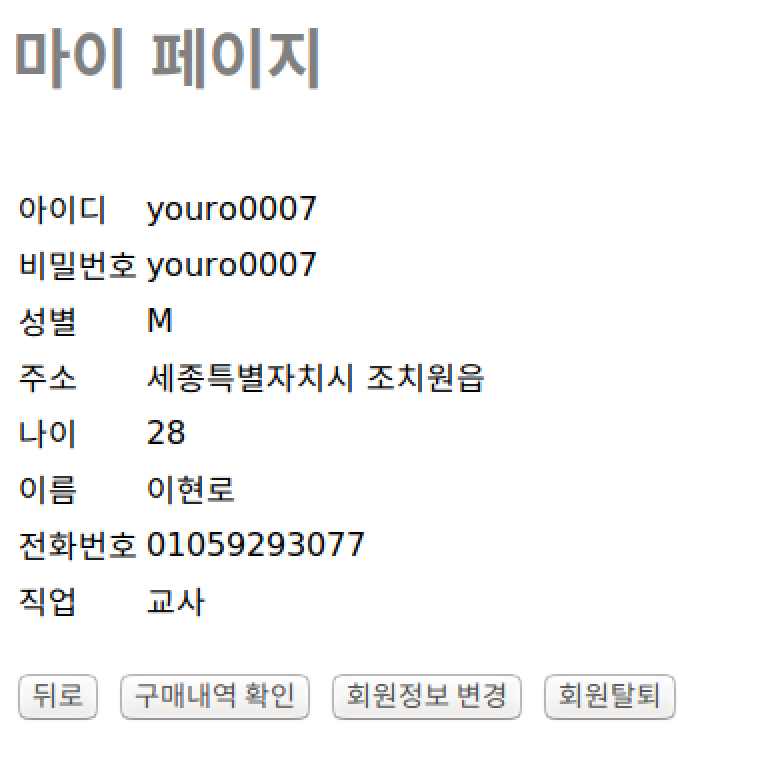 마이 페이지
아이디 youro0007
비밀번호 youro0007
성별 M
주소 세종특별자치시 조치원읍
나이 28
이름 이현로
전화번호 01059293077
직업 교사
뒤로 구매내역 확인 회원정보 변경 회원탈퇴